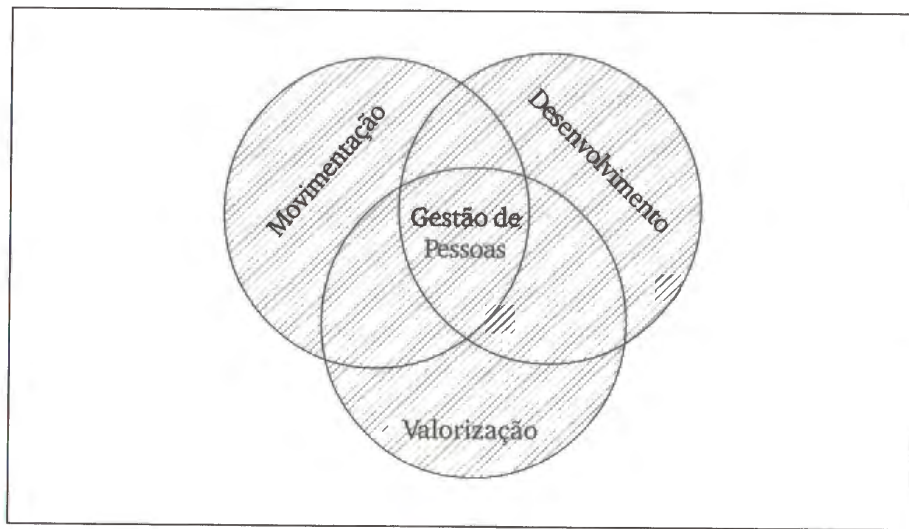 Movimentação
Desenvolvimento
Gestão de
Pessoas
Valorização